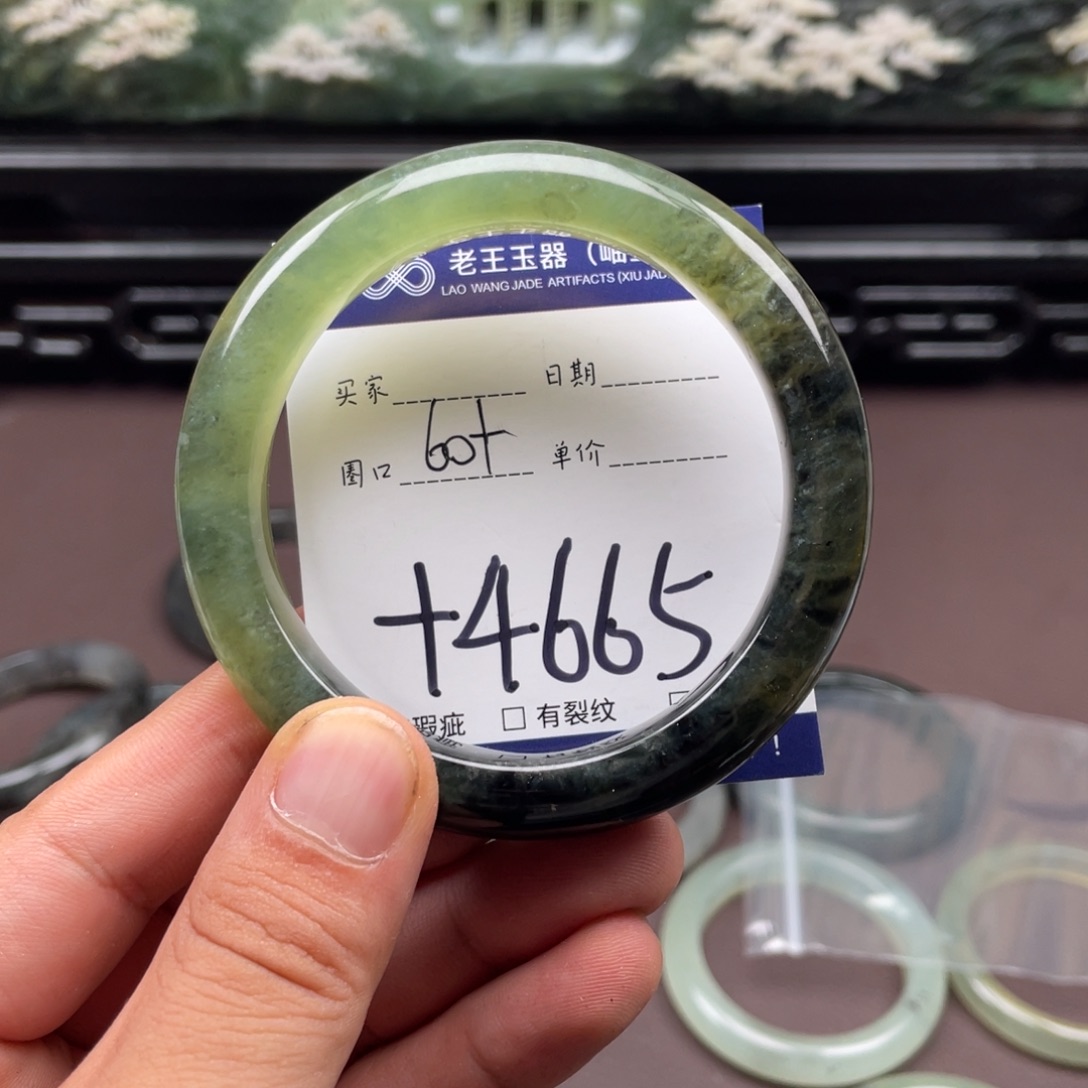 老王玉器（岫
LAO WANG JADE ARTIFACTS (XIU JAD
买家 日期
圈口 60+ 单价
+4665
瑕疵 □ 有裂纹 □
！